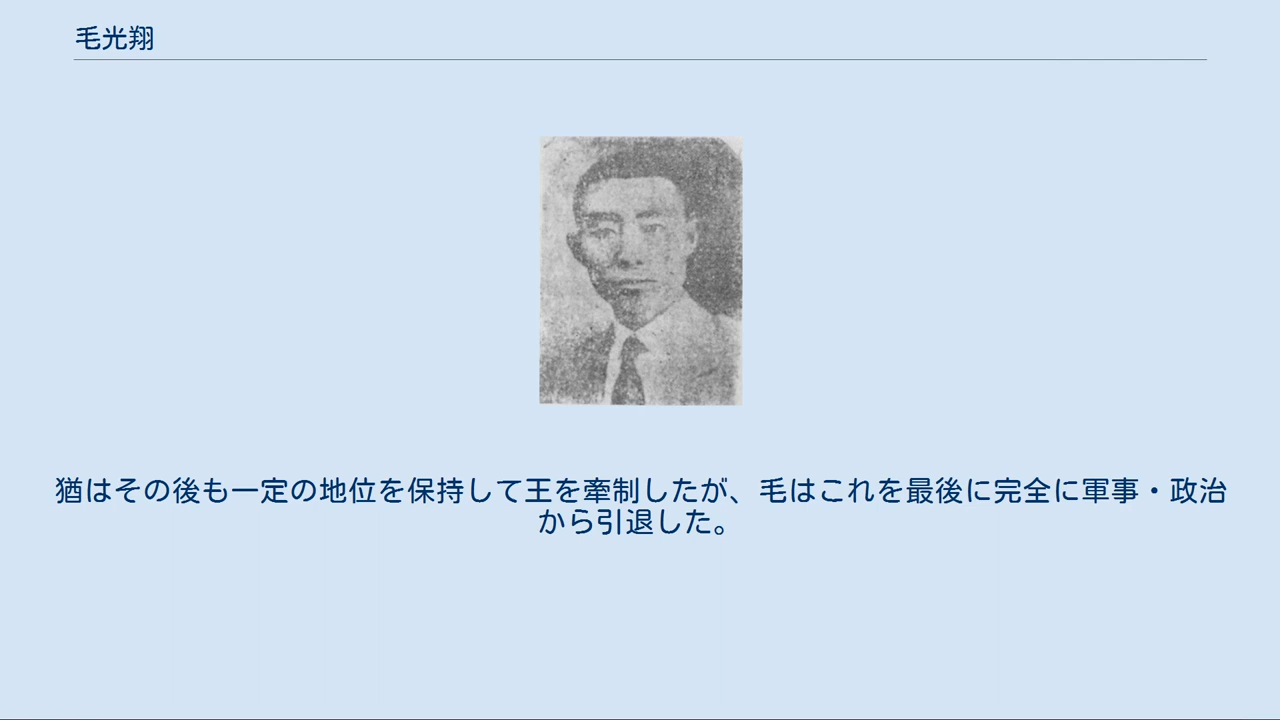 毛光翔
猶はその後も一定の地位を保持して王を牽制したが、毛はこれを最後に完全に軍事・政治
から引退した。